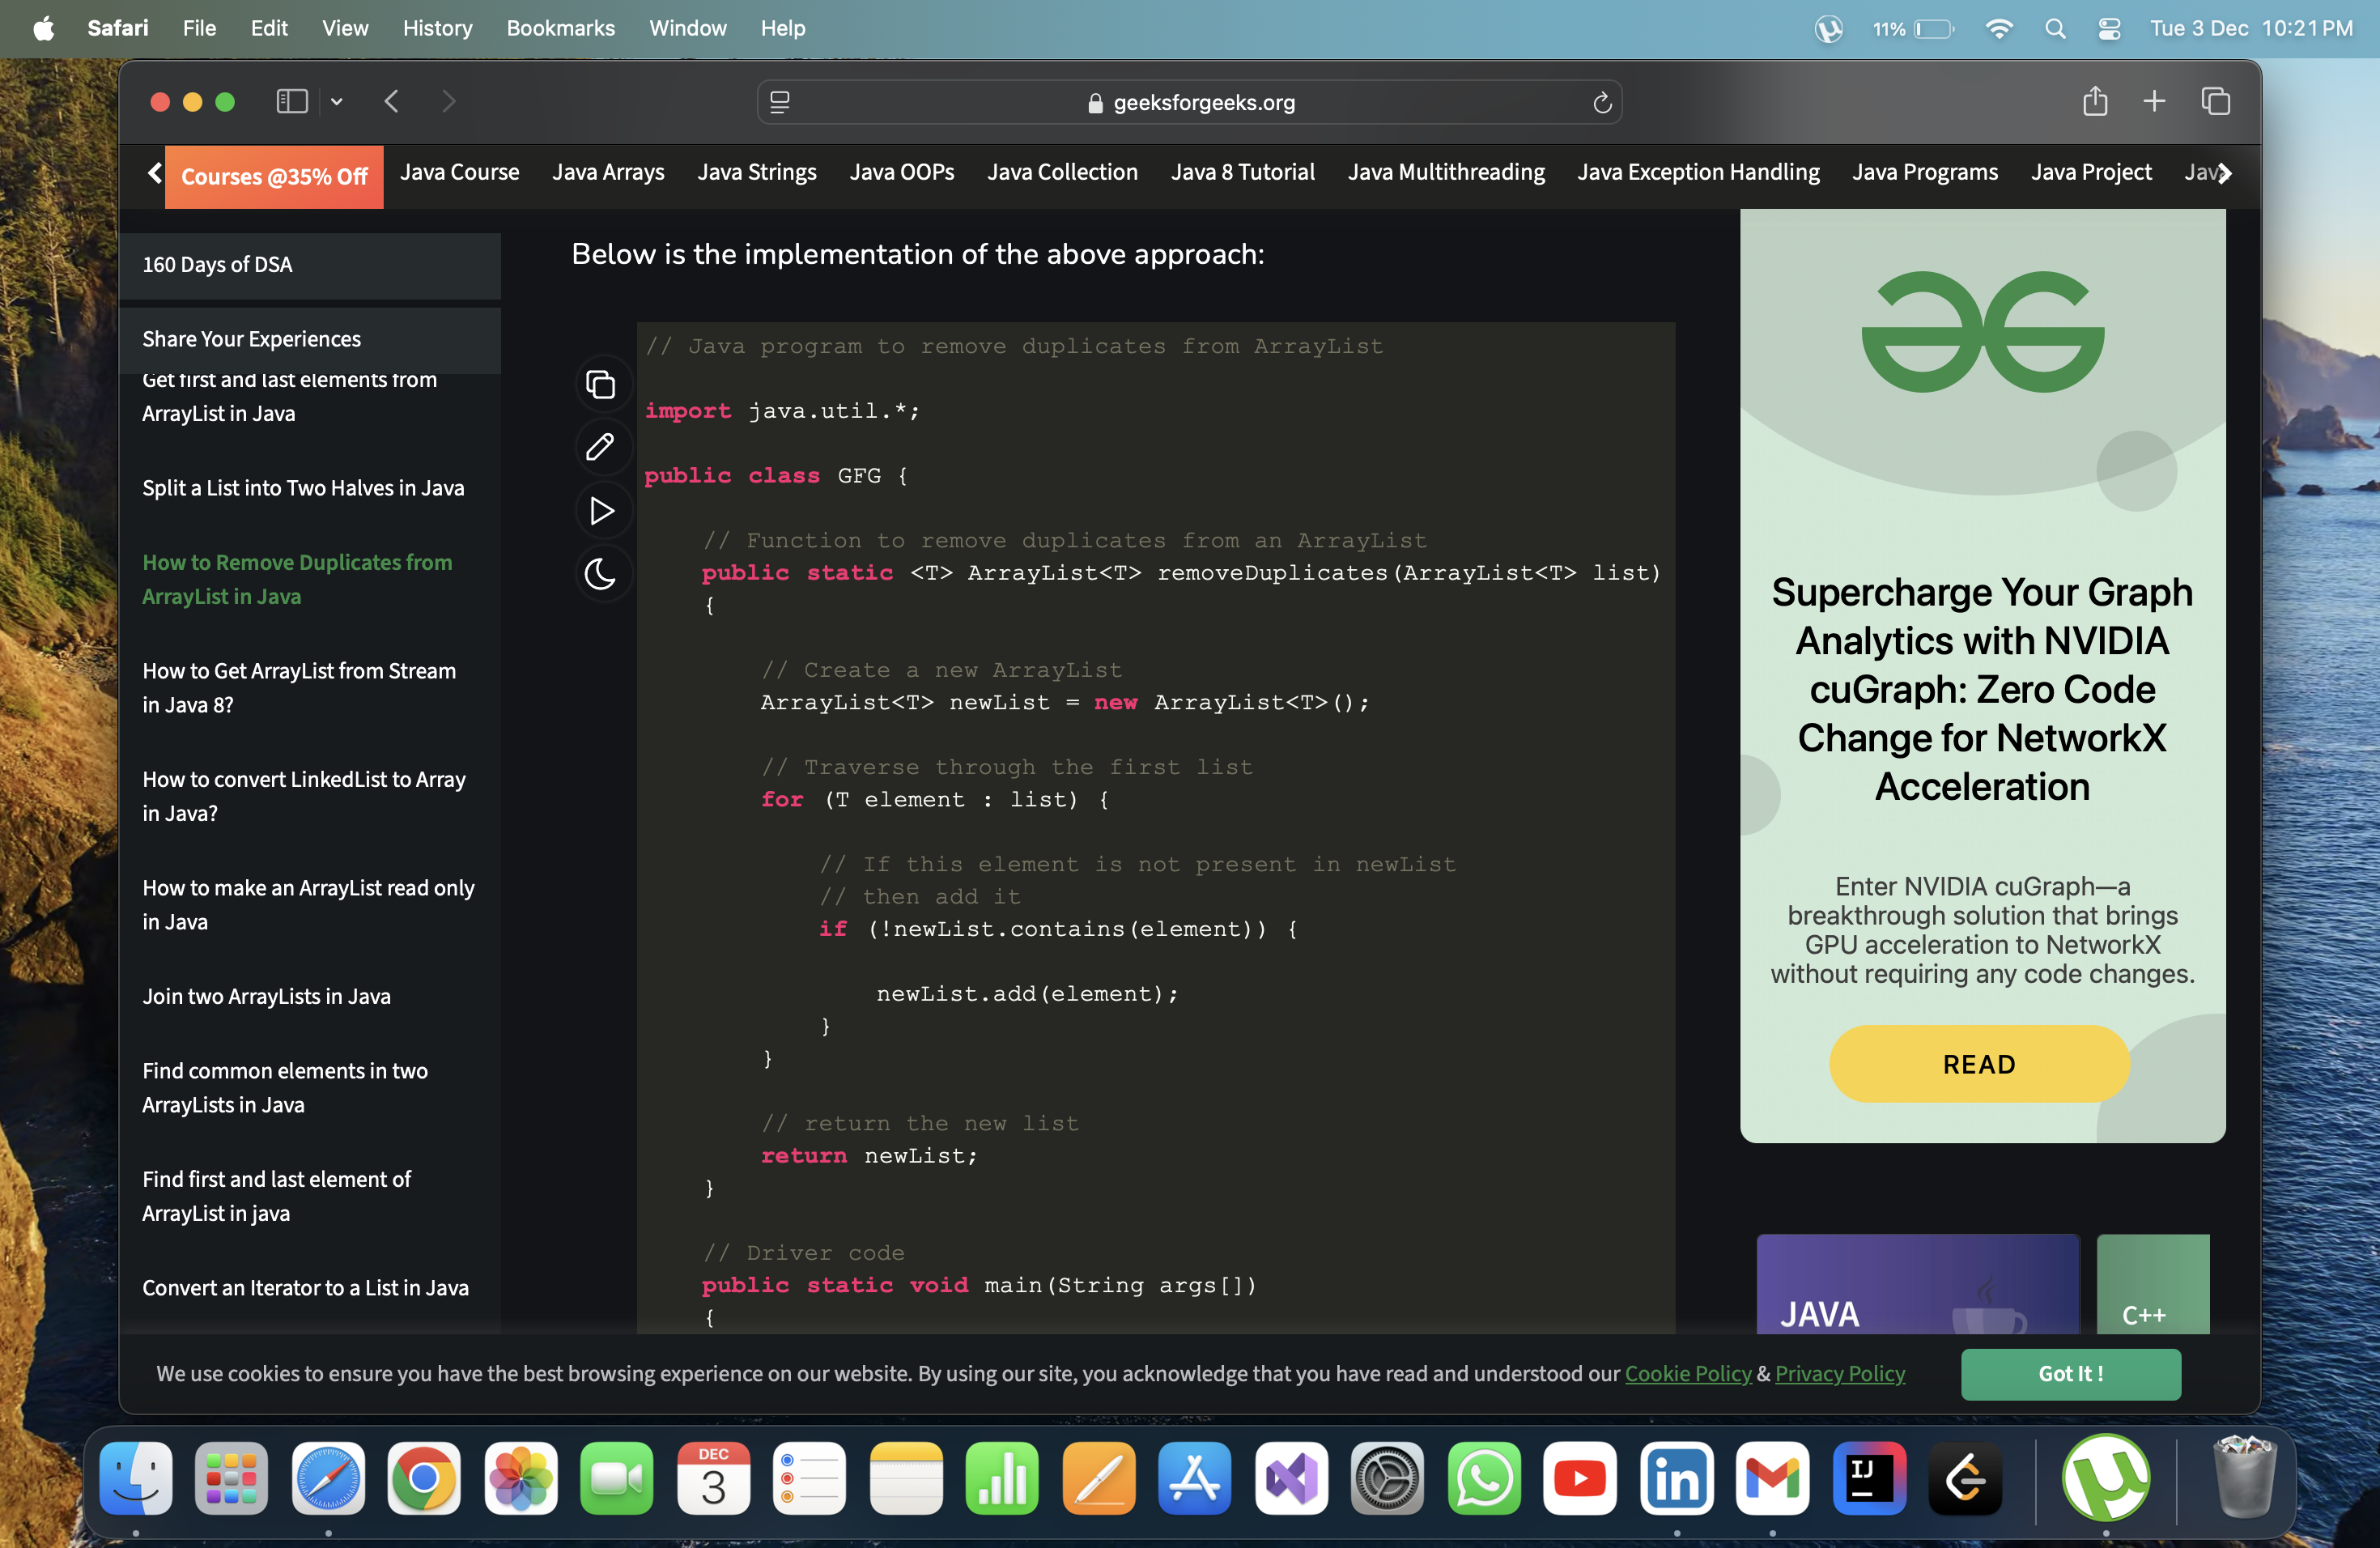 Safari File Edit View History Bookmarks Window Help
11% Tue 3 Dec 10:21 PM
geeksforgeeks.org
Courses @35% Off Java Course Java Arrays Java Strings Java OOPs Java Collection Java 8 Tutorial Java Multithreading Java Exception Handling Java Programs Java Project Java
160 Days of DSA
Share Your Experiences
Get first and last elements from
ArrayList in Java
Split a List into Two Halves in Java
How to Remove Duplicates from
ArrayList in Java
How to Get ArrayList from Stream
in Java 8?
How to convert LinkedList to Array
in Java?
How to make an ArrayList read only
in Java
Join two ArrayLists in Java
Find common elements in two
ArrayLists in Java
Find first and last element of
ArrayList in java
Convert an Iterator to a List in Java
Below is the implementation of the above approach:
// Java program to remove duplicates from ArrayList
import java.util.*;
public class GFG {
// Function to remove duplicates from an ArrayList
public static <T> ArrayList<T> removeDuplicates(ArrayList<T> list)
{
// Create a new ArrayList
ArrayList<T> newList = new ArrayList<T>();
// Traverse through the first list
for (T element : list) {
// If this element is not present in newList
// then add it
if (!newList.contains(element)) {
newList.add(element);
}
}
// return the new list
return newList;
}
// Driver code
public static void main(String args[])
{
Supercharge Your Graph
Analytics with NVIDIA
cuGraph: Zero Code
Change for NetworkX
Acceleration
Enter NVIDIA cuGraph—a
breakthrough solution that brings
GPU acceleration to NetworkX
without requiring any code changes.
READ
JAVA
C++
We use cookies to ensure you have the best browsing experience on our website. By using our site, you acknowledge that you have read and understood our Cookie Policy & Privacy Policy
Got It !
DEC
3
in
IJ